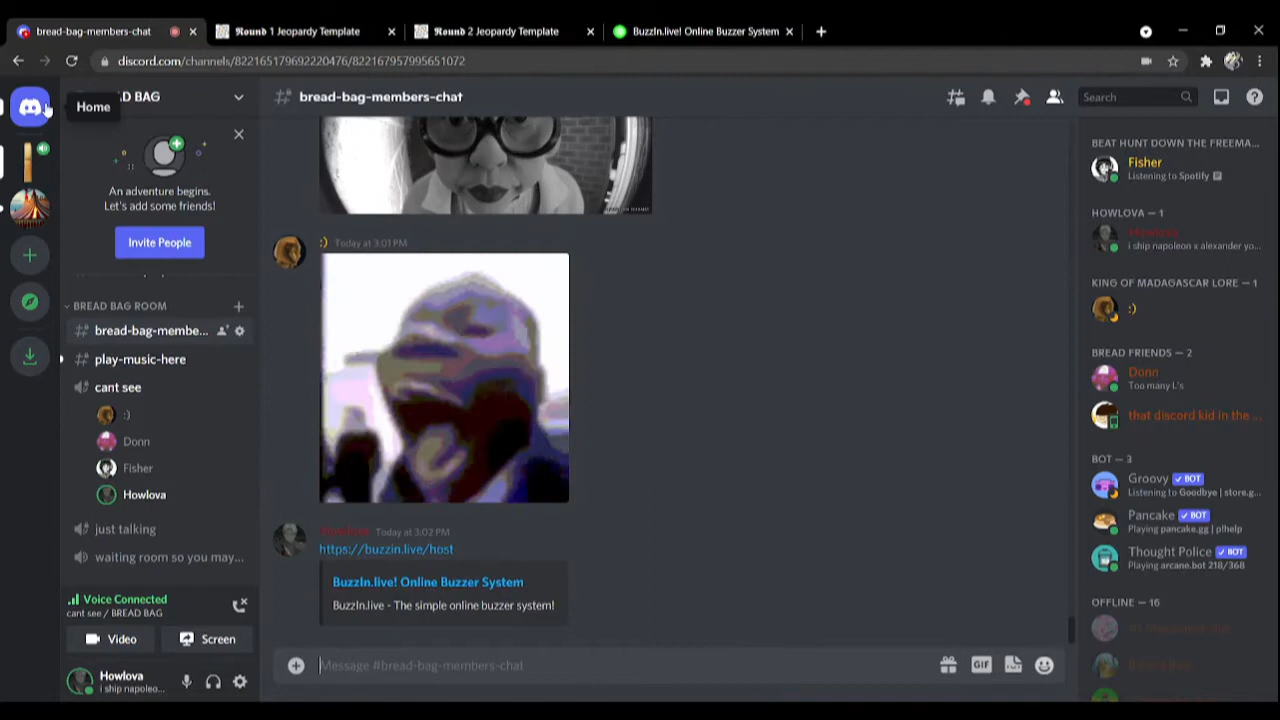 bread-bag-members-chat
Round 1 Jeopardy Template
Round 2 Jeopardy Template
BuzzIn.live! Online Buzzer System
discord.com/channels/822165179692220476/822167957995651072
Home
AD BAG
An adventure begins.
Let's add some friends!
Invite People
BREAD BAG ROOM
bread-bag-membe...
play-music-here
cant see
:)
Donn
Fisher
Howlova
just talking
waiting room so you may...
Voice Connected
cant see / BREAD BAG
Video
Screen
Howlova
i ship napoleo...
bread-bag-members-chat
:) Today at 3:01 PM
Howlova Today at 3:02 PM
https://buzzin.live/host
BuzzIn.live! Online Buzzer System
BuzzIn.live - The simple online buzzer system!
Message #bread-bag-members-chat
GIF
Search
BEAT HUNT DOWN THE FREEMA...
Fisher
Listening to Spotify
HOWLOVA — 1
Howlova
i ship napoleon x alexander yo...
KING OF MADAGASCAR LORE — 1
:)
BREAD FRIENDS — 2
Donn
Too many L's
that discord kid in the ...
BOT — 3
Groovy BOT
Listening to Goodbye | store.g...
Pancake BOT
Playing pancake.gg | p!help
Thought Police BOT
Playing arcane.bot 218/368
OFFLINE — 16